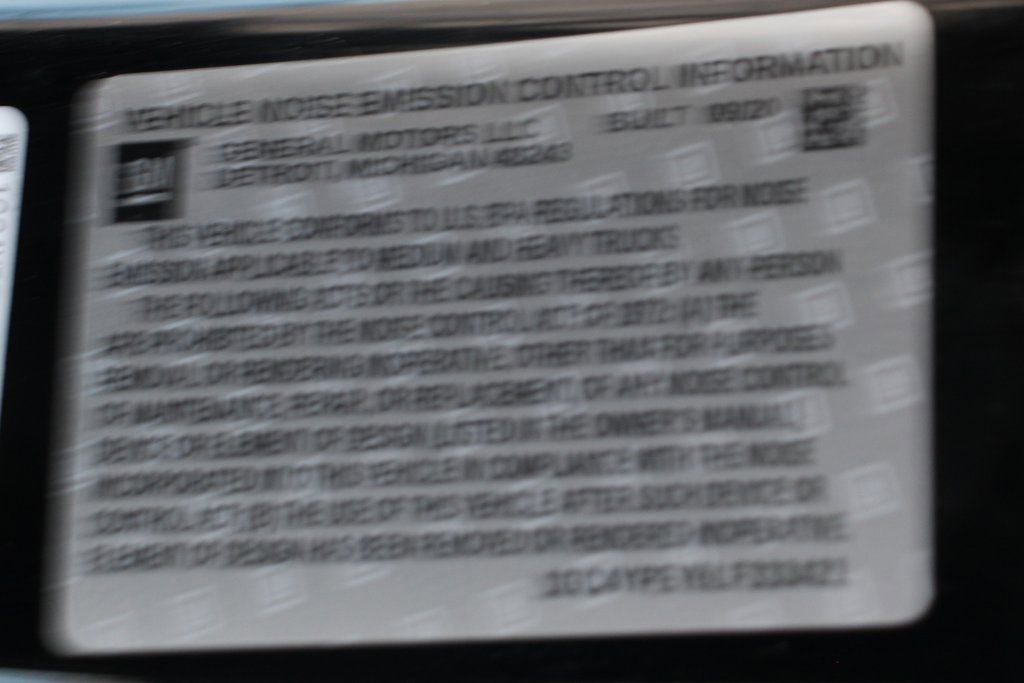 VEHICLE NOISE EMISSION CONTROL INFORMATION
GENERAL MOTORS LLC BUILT 09/20
DETROIT, MICHIGAN 48243
GM
THIS VEHICLE CONFORMS TO U.S. EPA REGULATIONS FOR NOISE
EMISSION APPLICABLE TO MEDIUM AND HEAVY TRUCKS
THE FOLLOWING ACTS OR THE CAUSING THEREOF BY ANY PERSON
ARE PROHIBITED BY THE NOISE CONTROL ACT OF 1972: (A) THE
REMOVAL OR RENDERING INOPERATIVE, OTHER THAN FOR PURPOSES
OF MAINTENANCE, REPAIR, OR REPLACEMENT, OF ANY NOISE CONTROL
DEVICE OR ELEMENT OF DESIGN (LISTED IN THE OWNER'S MANUAL)
INCORPORATED INTO THIS VEHICLE IN COMPLIANCE WITH THE NOISE
CONTROL ACT; (B) THE USE OF THIS VEHICLE AFTER SUCH DEVICE OR
ELEMENT OF DESIGN HAS BEEN REMOVED OR RENDERED INOPERATIVE